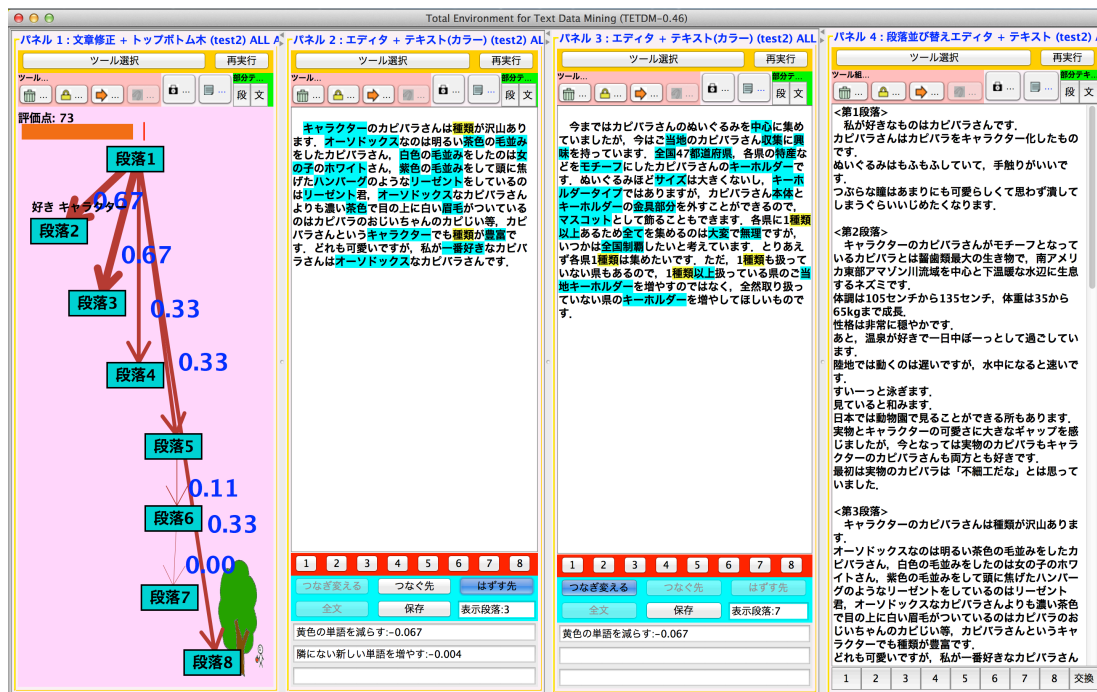 Total Environment for Text Data Mining (TETDM-0.46)
パネル 1：文章修正 + トップボトム木 (test2) ALL A
ツール選択
再実行
ツール...
部分テ...
...
...
...
...
...
...
段
文
評価点: 73
段落1
0.67
好き キャラクター
段落2
0.67
段落3
0.33
0.33
段落4
段落5
0.11
段落6
0.33
0.00
段落7
段落8
パネル 2：エディタ + テキスト(カラー) (test2) AL
ツール選択
再実行
ツール...
部分テ...
...
...
...
...
...
...
段
文
キャラクターのカピバラさんは種類が沢山あり
ます．オーソドックスなのは明るい茶色の毛並み
をしたカピバラさん，白色の毛並みをしたのは女
の子のホワイトさん，紫色の毛並みをして頭に焦
げたハンバーグのようなリーゼントをしているの
はリーゼント君，オーソドックスなカピバラさん
よりも濃い茶色で目の上に白い眉毛がついている
のはカピバラのおじいちゃんのカピじい等，カピ
バラさんというキャラクターでも種類が豊富で
す．どれも可愛いですが，私が一番好きなカピバ
ラさんはオーソドックスなカピバラさんです．
1 2 3 4 5 6 7 8
つなぎ変える
つなぐ先
はずす先
全文
保存
表示段落:3
黄色の単語を減らす:-0.067
隣にない新しい単語を増やす:-0.004
パネル 3：エディタ + テキスト(カラー) (test2) AL
ツール選択
再実行
ツール...
部分テ...
...
...
...
...
...
...
段
文
今まではカピバラさんのぬいぐるみを中心に集め
ていましたが，今はご当地のカピバラさん収集に興
味を持っています．全国47都道府県，各県の特産な
どをモチーフにしたカピバラさんのキーホルダーで
す．ぬいぐるみほどサイズは大きくないし，キーホ
ルダータイプではありますが，カピバラさん本体と
キーホルダーの金具部分を外すことができるので，
マスコットとして飾ることもできます．各県に1種類
以上あるため全てを集めるのは大変で無理ですが，
いつかは全国制覇したいと考えています．とりあえ
ず各県1種類は集めたいです．ただ，1種類も扱って
いない県もあるので，1種類以上扱っている県のご当
地キーホルダーを増やすのではなく，全然取り扱っ
ていない県のキーホルダーを増やしてほしいもので
す．
1 2 3 4 5 6 7 8
つなぎ変える
つなぐ先
はずす先
全文
保存
表示段落:7
黄色の単語を減らす:-0.067
パネル 4：段落並び替えエディタ + テキスト (test2)
ツール選択
再実行
ツール組...
部分テキ...
...
...
...
...
...
...
段
文
<第1段落>
私が好きなものはカピバラさんです．
カピバラさんはカピバラをキャラクター化したもの
です．
ぬいぐるみはもふもふしていて，手触りがいいで
す．
つぶらな瞳はあまりにも可愛らしくて思わず潰して
しまうぐらいいじめたくなります．
<第2段落>
キャラクターのカピバラさんがモチーフとなって
いるカピバラとは齧歯類最大の生き物で，南アメリ
カ東部アマゾン川流域を中心と下温暖な水辺に生息
するネズミです．
体調は105センチから135センチ，体重は35から
65kgまで成長．
性格は非常に穏やかです．
あと，温泉が好きで一日中ぼーっとして過ごしてい
ます．
陸地では動くのは遅いですが，水中になると速いで
す．
すいーっと泳ぎます．
見ていると和みます．
日本では動物園で見ることができる所もあります．
実物とキャラクターの可愛さに大きなギャップを感
じましたが，今となっては実物のカピバラもキャラ
クターのカピバラさんも両方とも好きです．
最初は実物のカピバラは「不細工だな」とは思って
いました．
<第3段落>
キャラクターのカピバラさんは種類が沢山ありま
す．
オーソドックスなのは明るい茶色の毛並みをしたカ
ピバラさん，白色の毛並みをしたのは女の子のホワ
イトさん，紫色の毛並みをして頭に焦げたハンバー
グのようなリーゼントをしているのはリーゼント
君，オーソドックスなカピバラさんよりも濃い茶色
で目の上に白い眉毛がついているのはカピバラのお
じいちゃんのカピじい等，カピバラさんというキャ
ラクターでも種類が豊富です．
どれも可愛いですが，私が一番好きなカピバラさん
1 2 3 4 5 6 7 8 交換